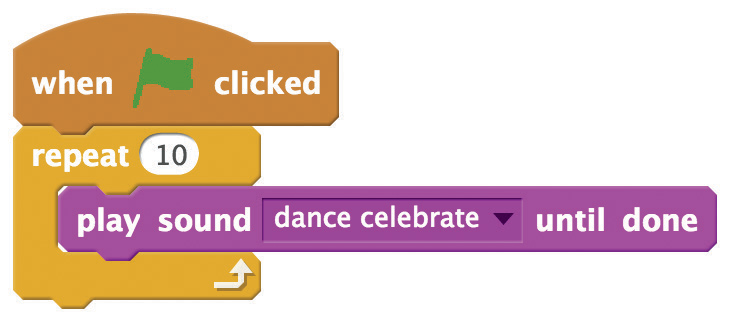 when clicked
repeat 10
play sound dance celebrate until done